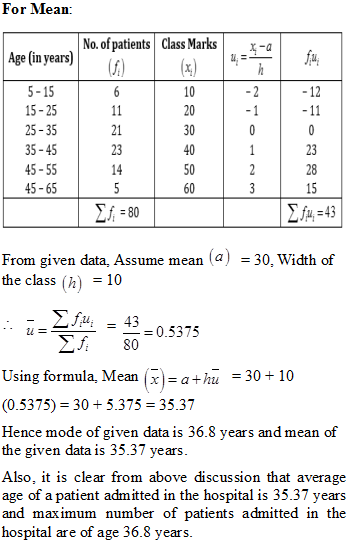 For Mean:
Age (in years) No. of patients (fᵢ) Class Marks (xᵢ) uᵢ = (xᵢ – a)/h fᵢuᵢ
5 - 15 6 10 - 2 - 12
15 - 25 11 20 - 1 - 11
25 - 35 21 30 0 0
35 - 45 23 40 1 23
45 - 55 14 50 2 28
45 - 65 5 60 3 15
∑fᵢ = 80 ∑fᵢuᵢ = 43
From given data, Assume mean (a) = 30, Width of
the class (h) = 10
∴ ū = ∑fᵢuᵢ / ∑fᵢ = 43/80 = 0.5375
Using formula, Mean (x̄) = a + hū = 30 + 10
(0.5375) = 30 + 5.375 = 35.37
Hence mode of given data is 36.8 years and mean of
the given data is 35.37 years.
Also, it is clear from above discussion that average
age of a patient admitted in the hospital is 35.37 years
and maximum number of patients admitted in the
hospital are of age 36.8 years.